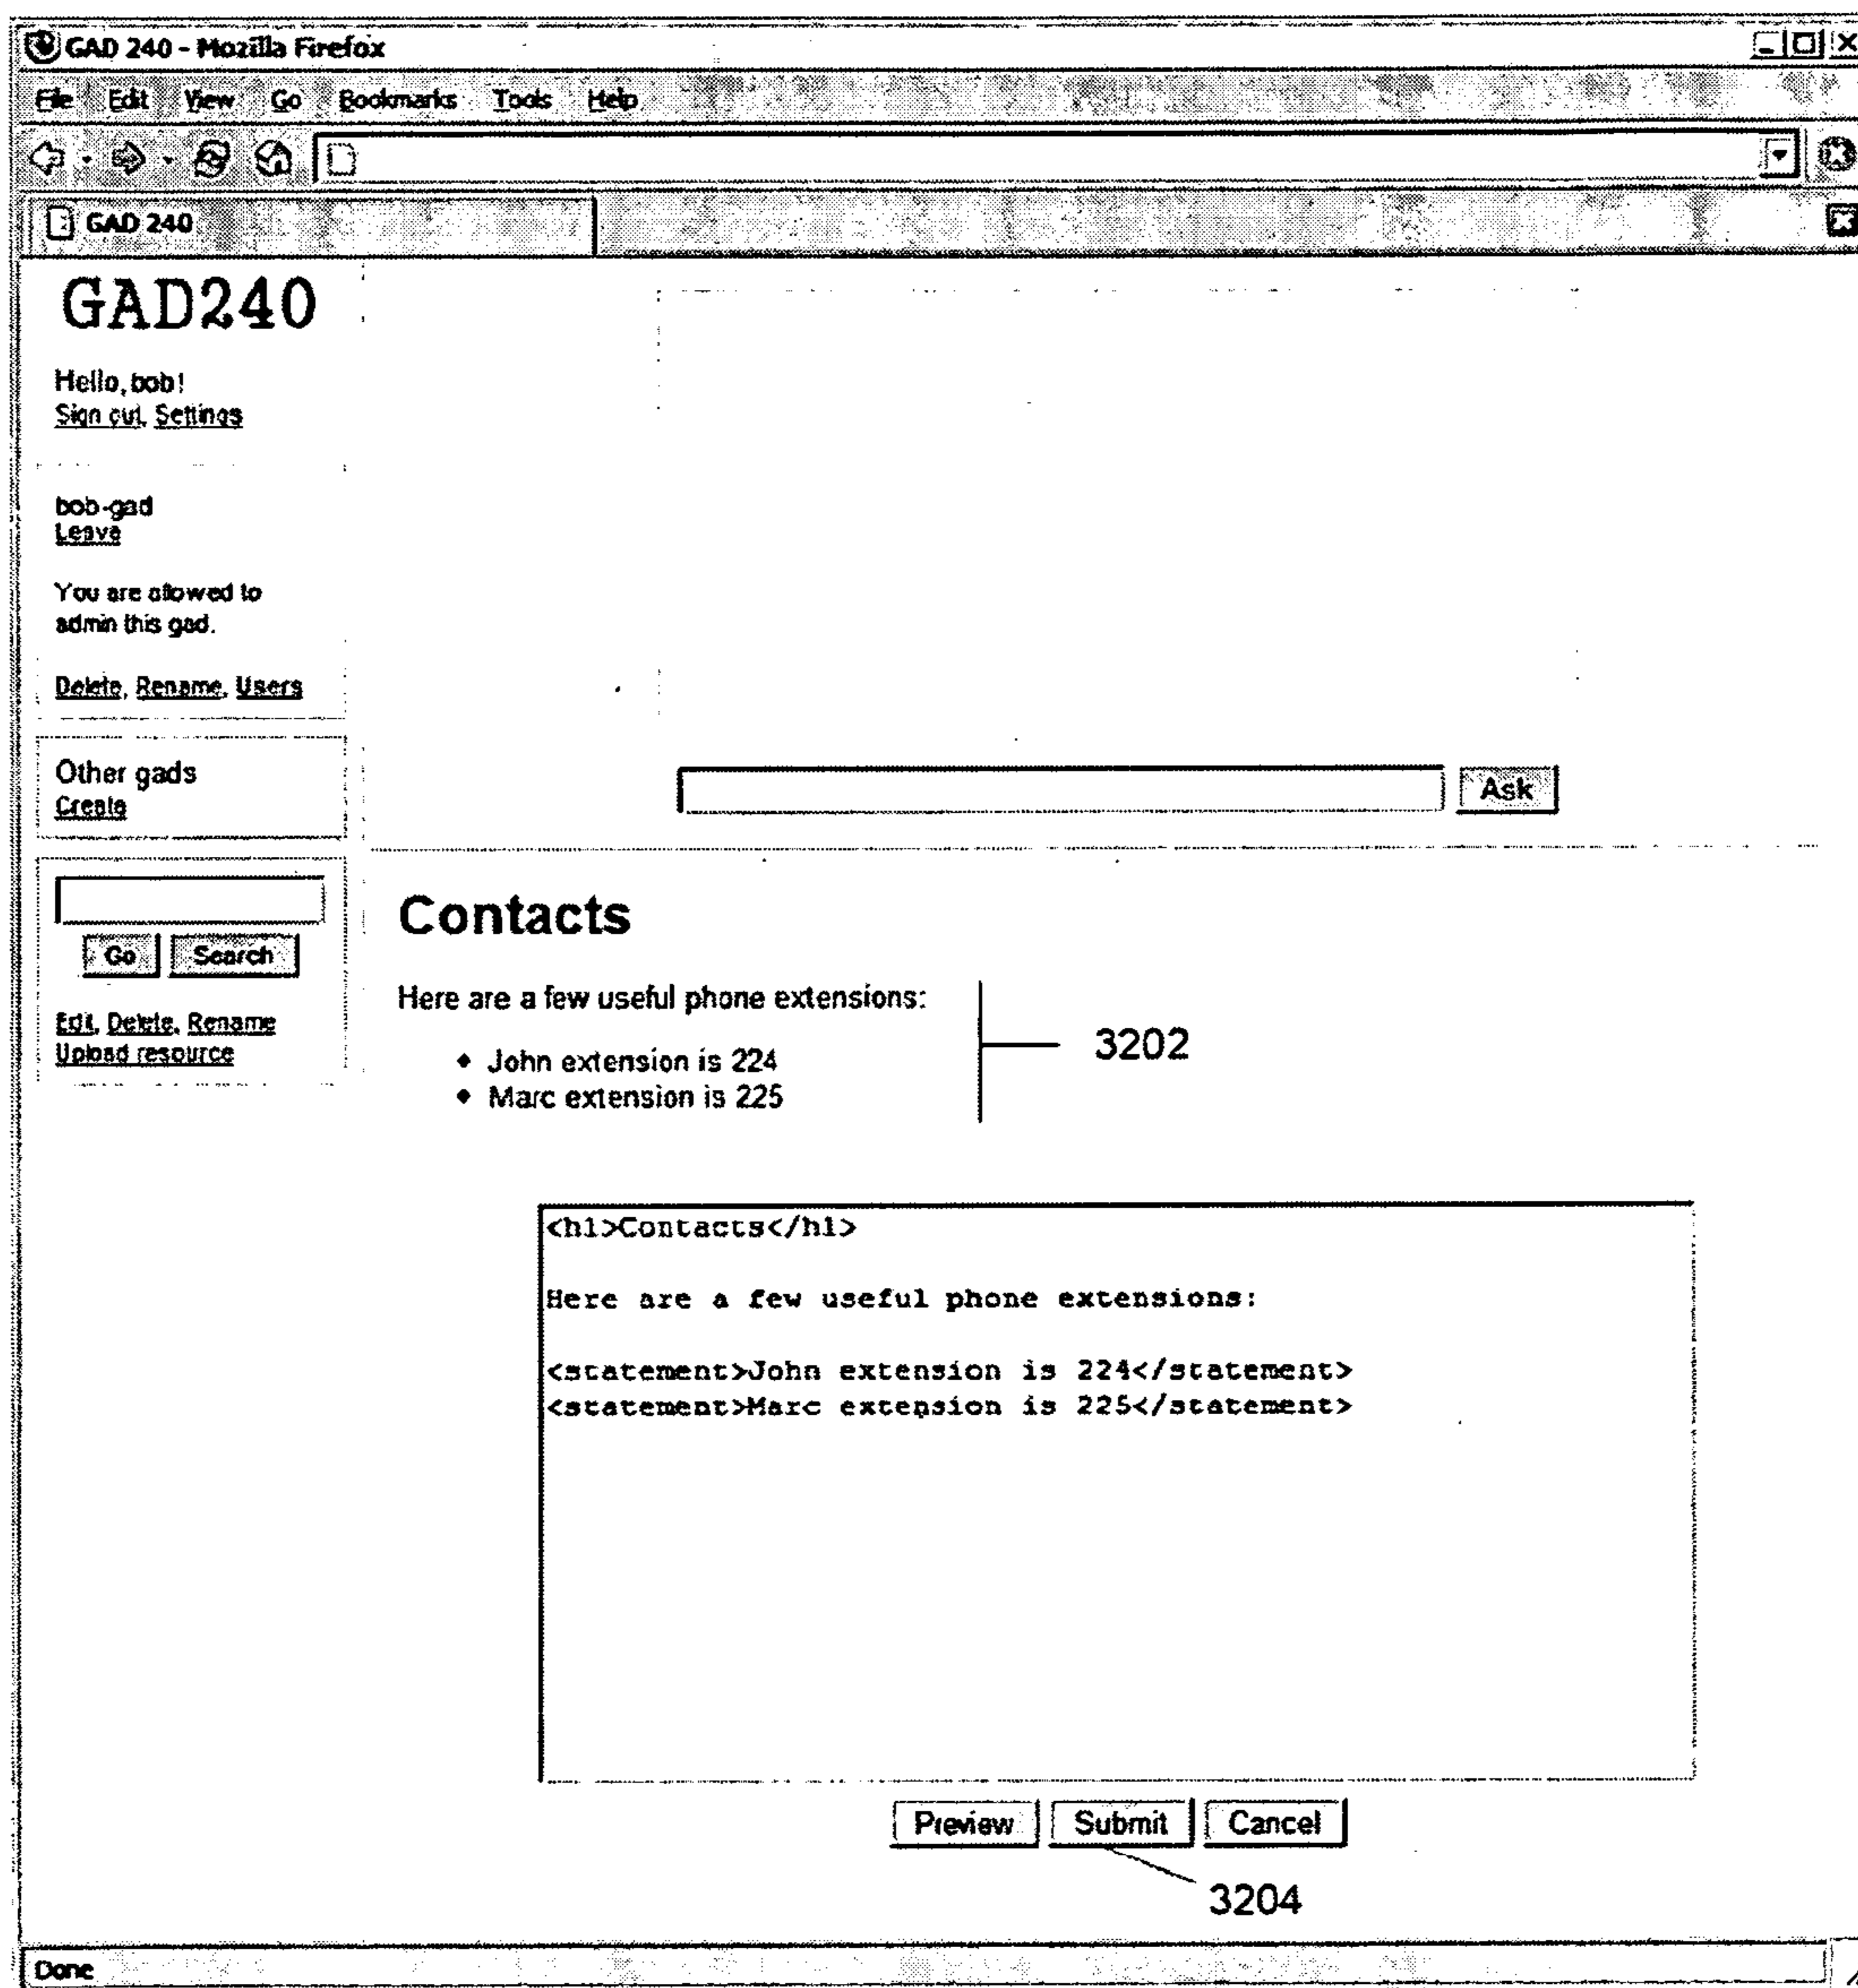 GAD 240 - Mozilla Firefox
File Edit View Go Bookmarks Tools Help
GAD 240
GAD240
Hello, bob!
Sign out, Settings
bob-gad
Leave
You are allowed to
admin this gad.
Delete, Rename, Users
Other gads
Create
Ask
Go Search
Edit, Delete, Rename
Upload resource
Contacts
Here are a few useful phone extensions:
• John extension is 224
• Marc extension is 225
3202
<h1>Contacts</h1>
Here are a few useful phone extensions:
<statement>John extension is 224</statement>
<statement>Marc extension is 225</statement>
Preview Submit Cancel
3204
Done